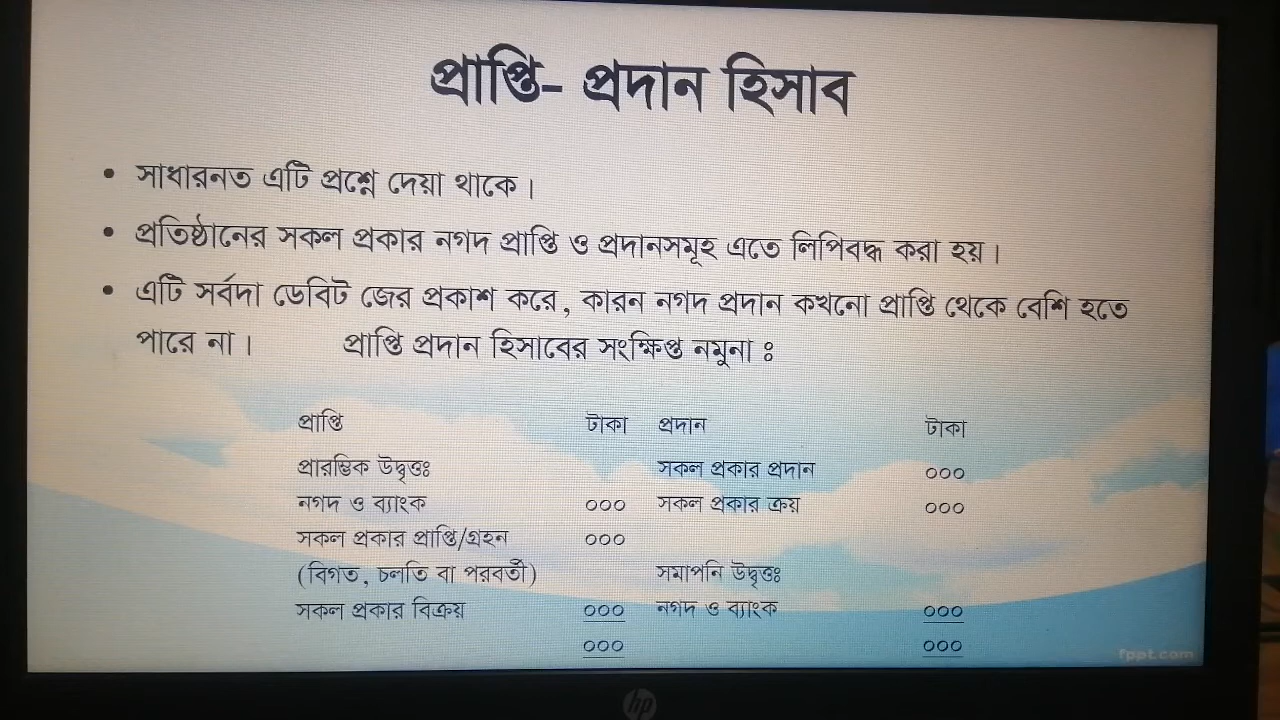 প্রাপ্তি- প্রদান হিসাব
• সাধারনত এটি প্রশ্নে দেয়া থাকে।
• প্রতিষ্ঠানের সকল প্রকার নগদ প্রাপ্তি ও প্রদানসমূহ এতে লিপিবদ্ধ করা হয়।
• এটি সর্বদা ডেবিট জের প্রকাশ করে, কারন নগদ প্রদান কখনো প্রাপ্তি থেকে বেশি হতে
পারে না। প্রাপ্তি প্রদান হিসাবের সংক্ষিপ্ত নমুনা ঃ
প্রাপ্তি টাকা প্রদান টাকা
প্রারম্ভিক উদ্বৃত্তঃ সকল প্রকার প্রদান ০০০
নগদ ও ব্যাংক ০০০ সকল প্রকার ক্রয় ০০০
সকল প্রকার প্রাপ্তি/গ্রহন ০০০
(বিগত, চলতি বা পরবর্তী) সমাপনি উদ্বৃত্তঃ
সকল প্রকার বিক্রয় ০০০ নগদ ও ব্যাংক ০০০
০০০ ০০০
fppt.com
hp